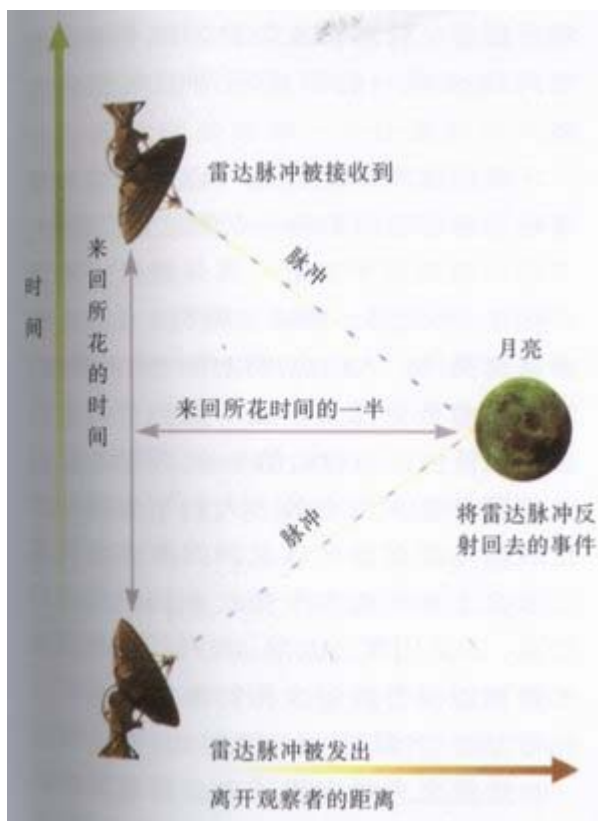 雷达脉冲被接收到
脉冲
时间
来回所花的时间
月亮
来回所花时间的一半
脉冲
将雷达脉冲反
射回去的事件
雷达脉冲被发出
离开观察者的距离